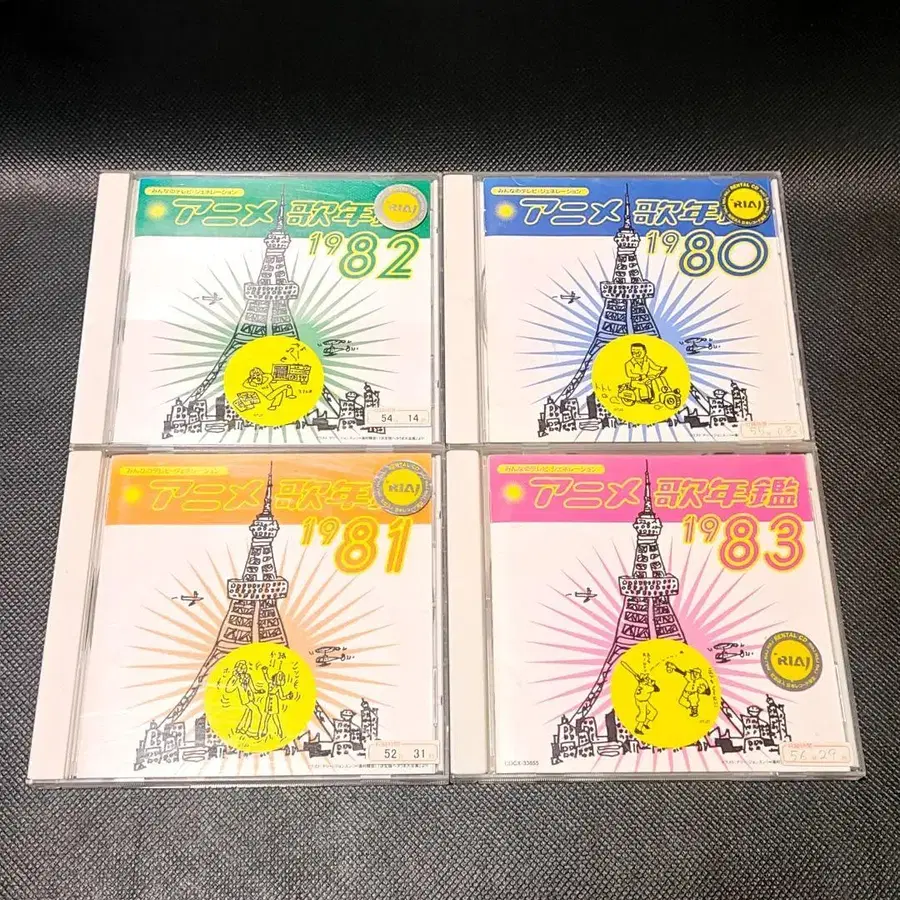 みんなのテレビ・ジェネレーション
アニメ 歌年
RIAJ
1982
54 14
みんなのテレビ・ジェネレーション
アニメ 歌年
RENTAL CD
RIAJ
1980
みんなのテレビ・ジェネレーション
アニメ 歌年
RENTAL CD
RIAJ
1981
52 31
みんなのテレビ・ジェネレーション
アニメ 歌年鑑
1983
RENTAL CD
RIAJ
56 29